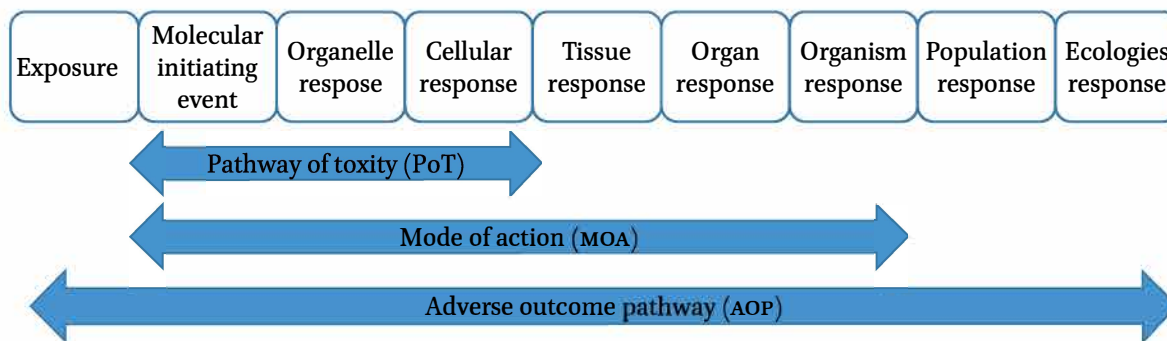 Exposure
Molecular
initiating
event
Organelle
respose
Cellular
response
Tissue
response
Organ
response
Organism
response
Population
response
Ecologies
response
Pathway of toxity (PoT)
Mode of action (MOA)
Adverse outcome pathway (AOP)